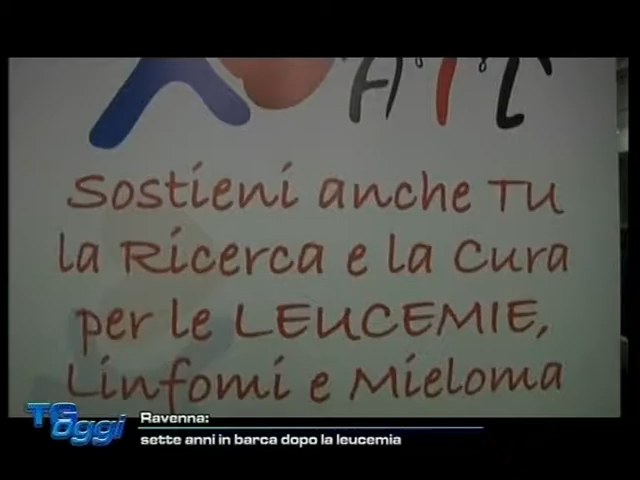 A.I.L
Sostieni anche TU
la Ricerca e la Cura
per le LEUCEMIE,
Linfomi e Mieloma
TG oggi
Ravenna:
sette anni in barca dopo la leucemia